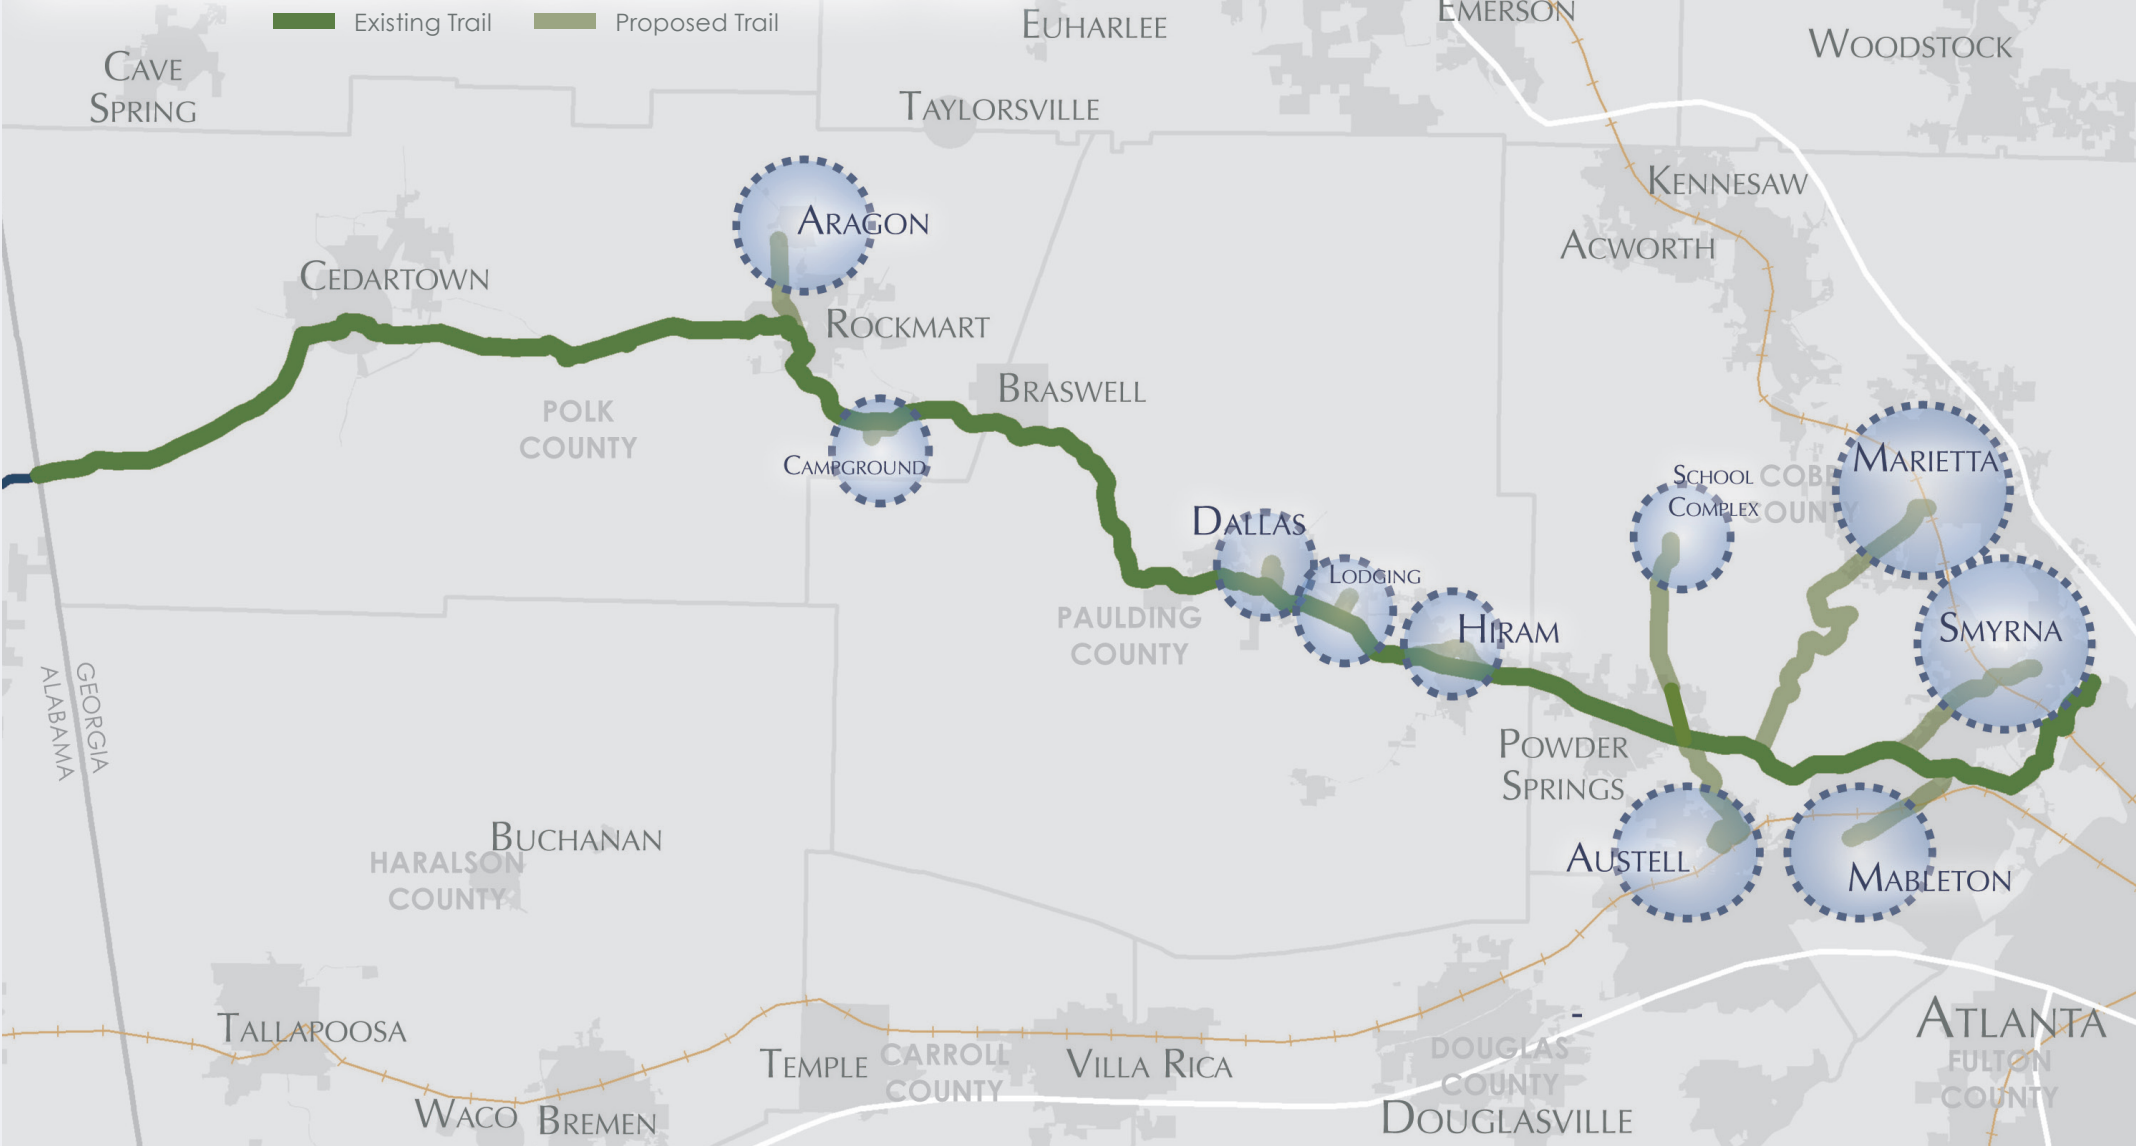 Existing Trail
Proposed Trail
EUHARLEE
EMERSON
WOODSTOCK
CAVE
SPRING
TAYLORSVILLE
KENNESAW
ACWORTH
ARAGON
CEDARTOWN
ROCKMART
BRASWELL
POLK
COUNTY
CAMPGROUND
MARIETTA
SCHOOL
COMPLEX
COBB
COUNTY
DALLAS
LODGING
PAULDING
COUNTY
HIRAM
SMYRNA
GEORGIA
ALABAMA
POWDER
SPRINGS
BUCHANAN
HARALSON
COUNTY
AUSTELL
MABLETON
TALLAPOOSA
ATLANTA
FULTON
COUNTY
TEMPLE
CARROLL
COUNTY
VILLA RICA
DOUGLAS
COUNTY
-
WACO
BREMEN
DOUGLASVILLE